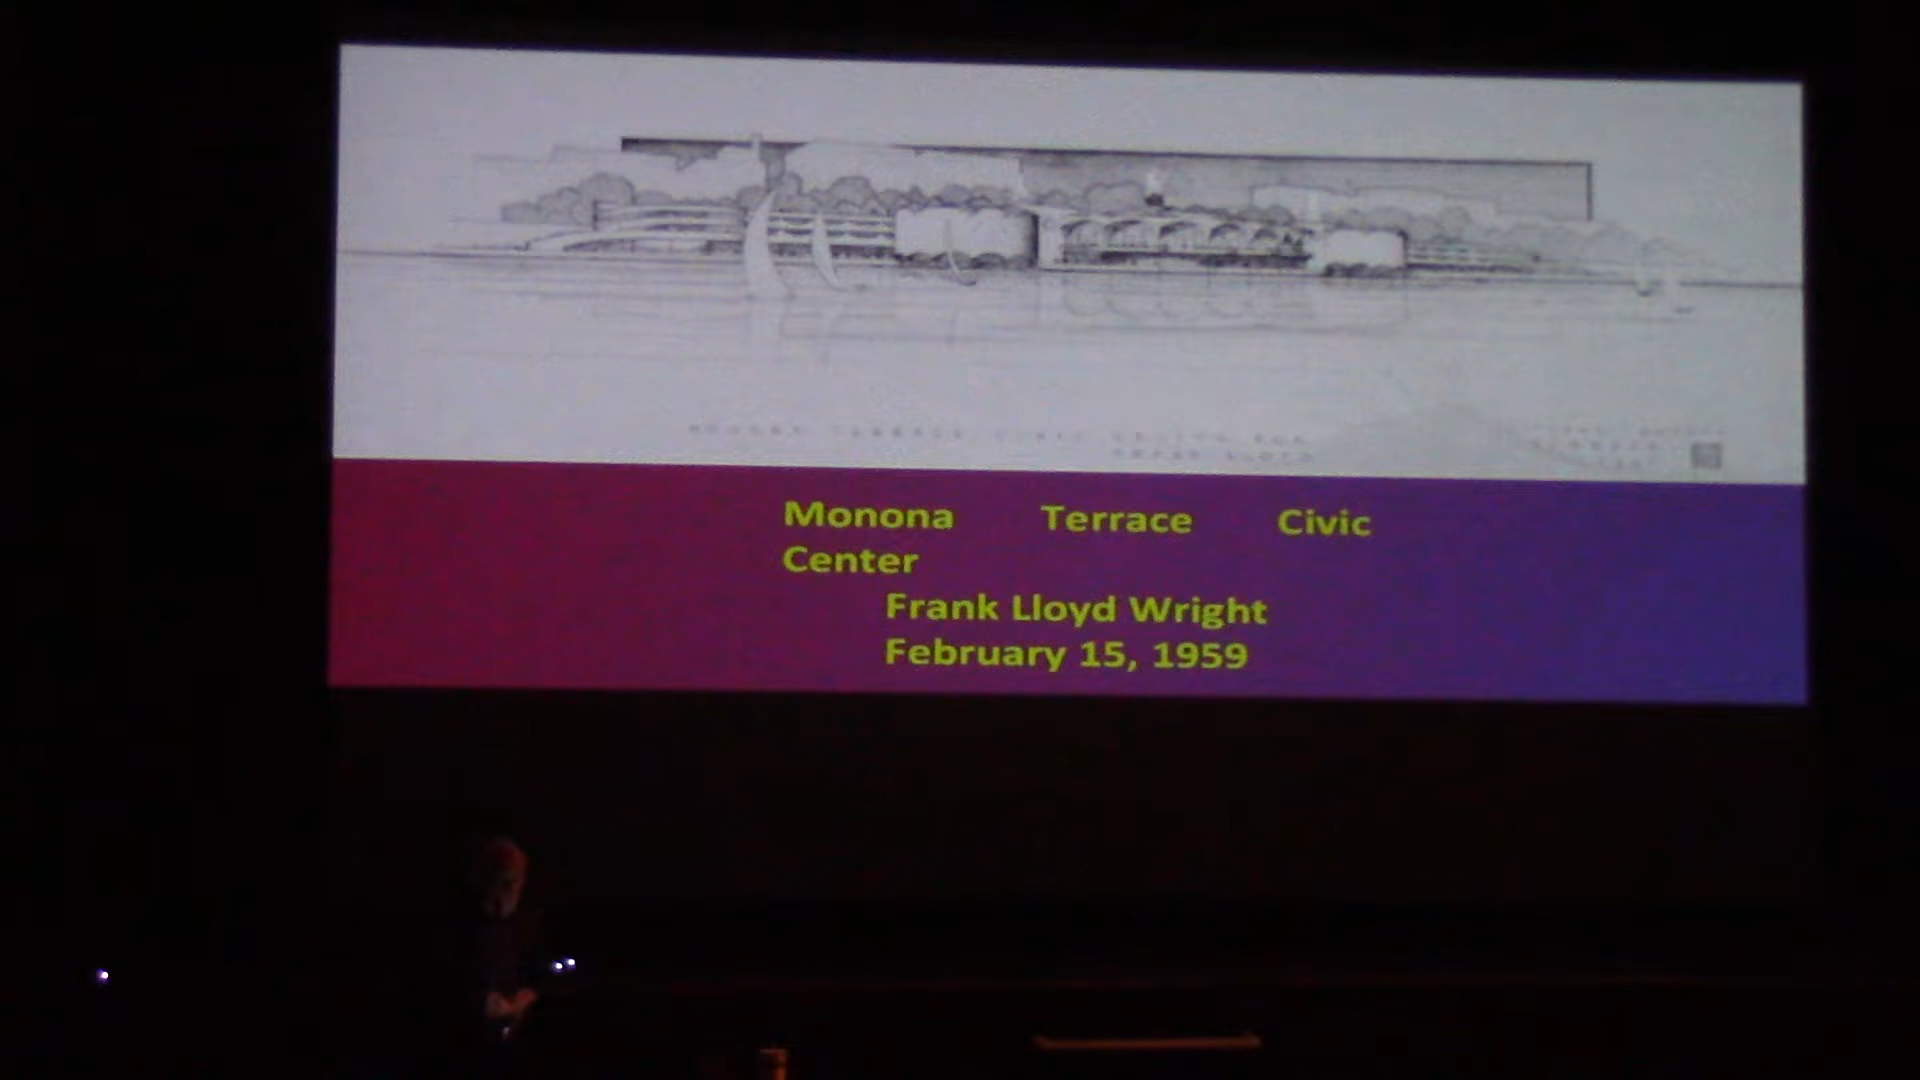 Monona Terrace Civic
Center
Frank Lloyd Wright
February 15, 1959